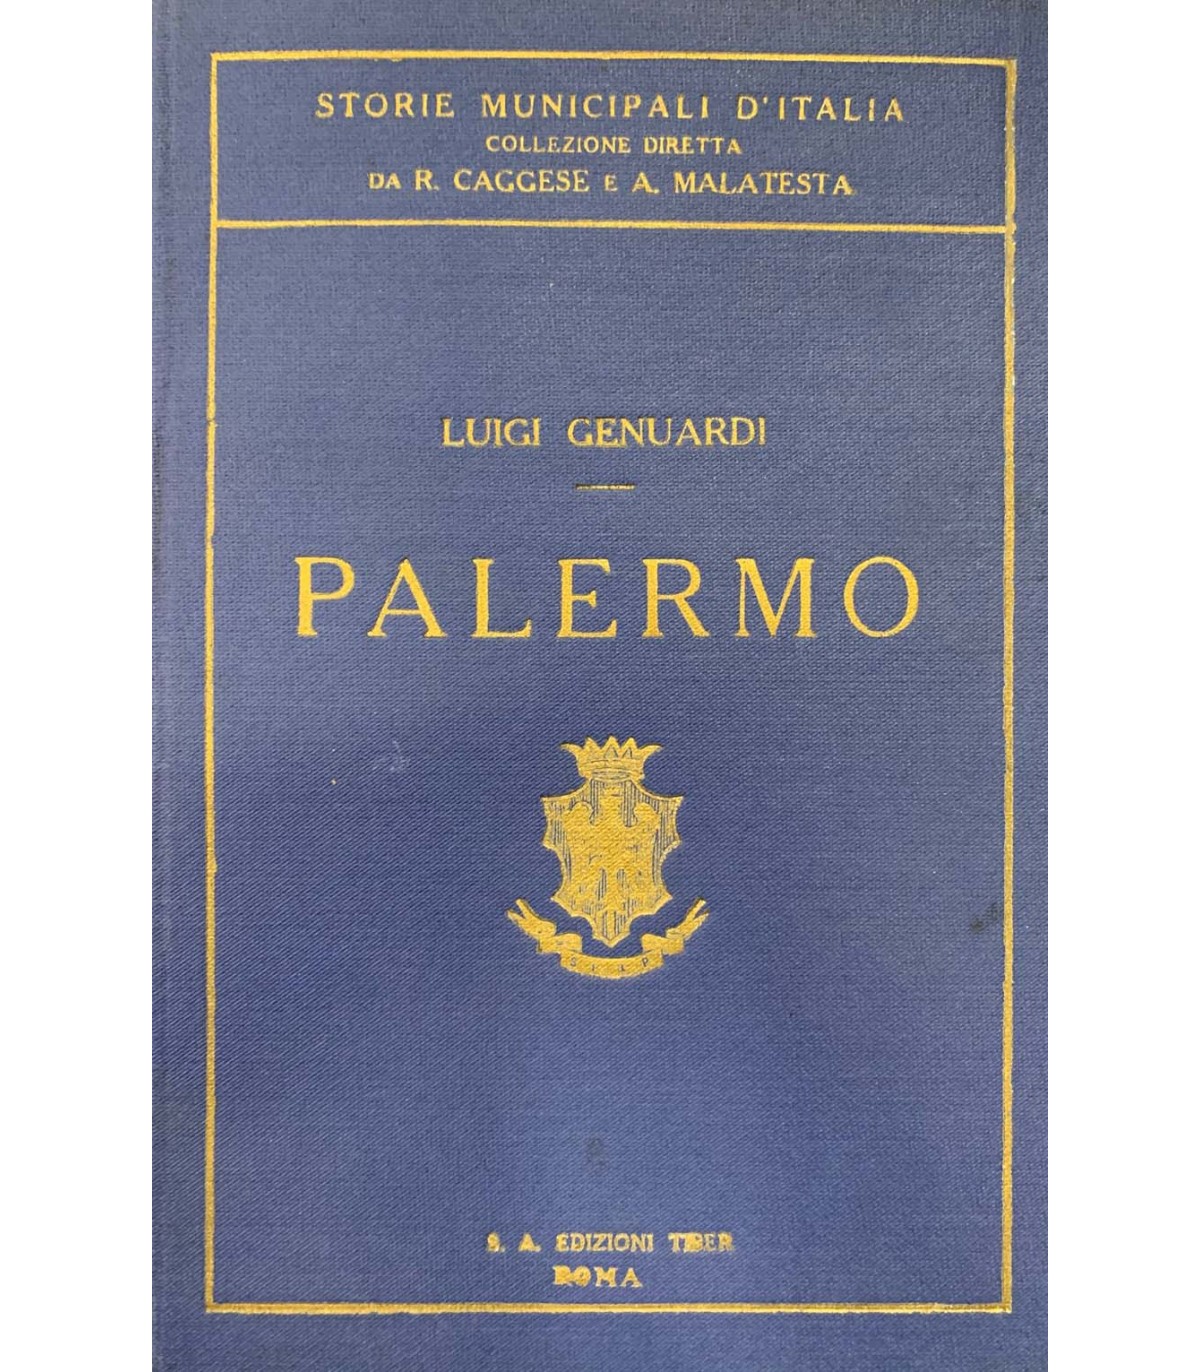 STORIE MUNICIPALI D'ITALIA
COLLEZIONE DIRETTA
DA R. CAGGESE E A. MALATESTA
LUIGI GENUARDI
PALERMO
S. A. EDIZIONI TIBER
ROMA